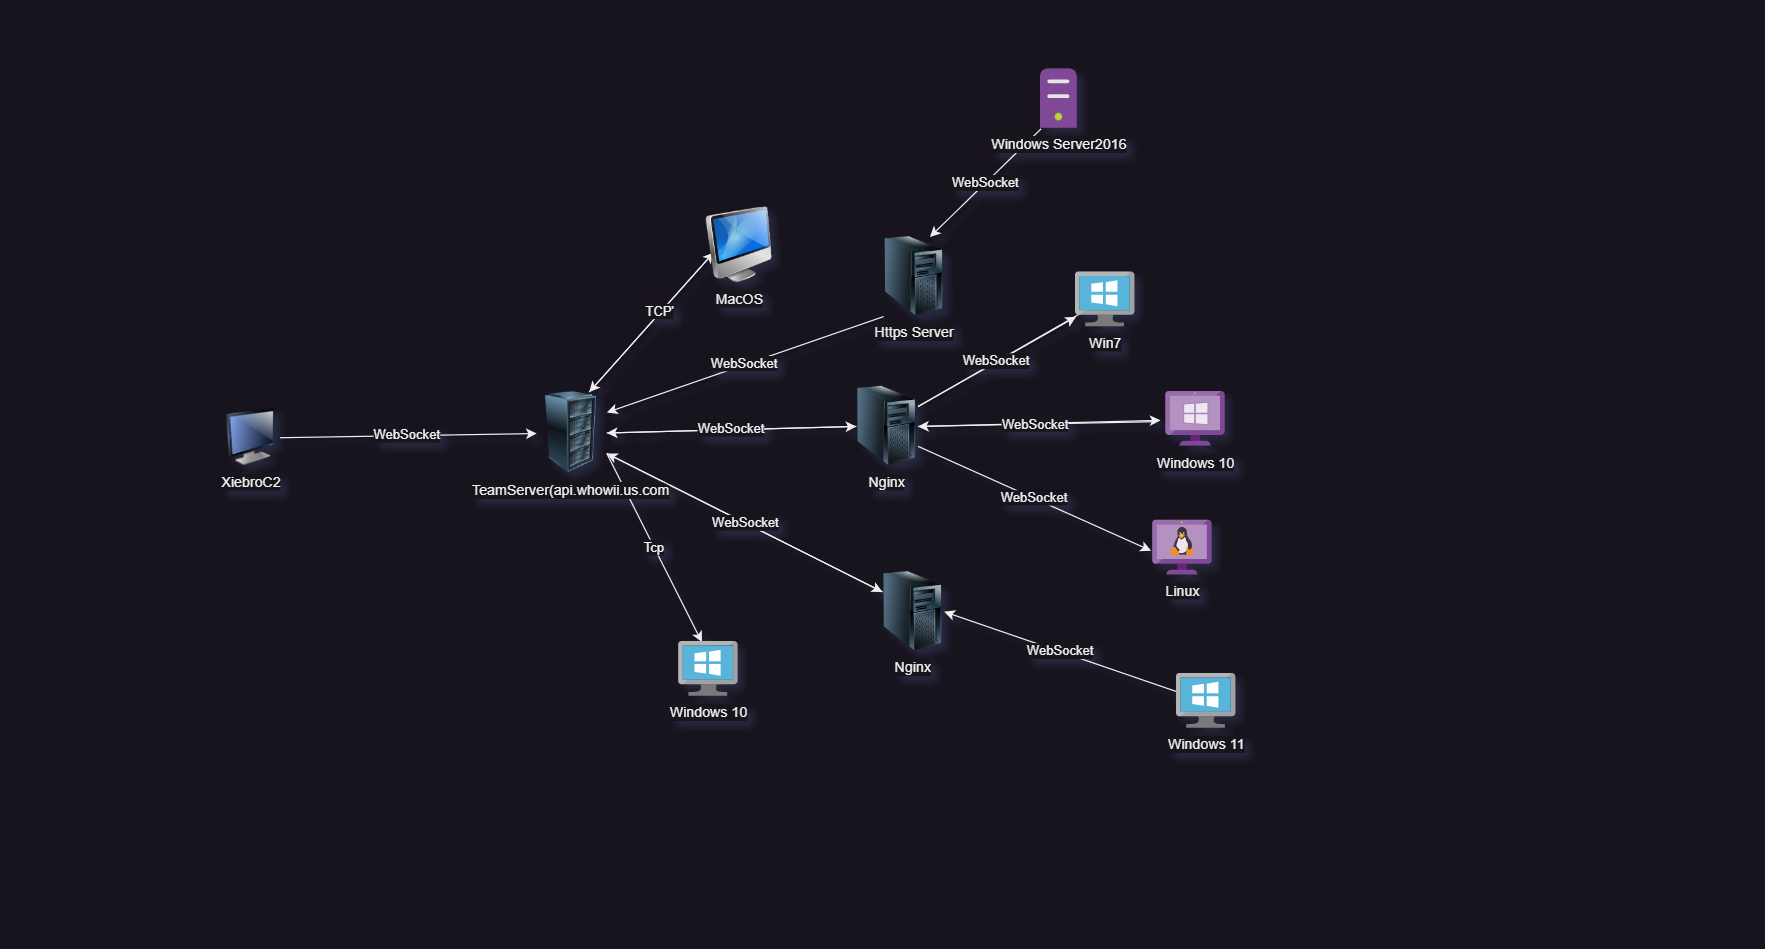 Windows Server2016
WebSocket
MacOS
TCP'
Https Server
WebSocket
Win7
WebSocket
XiebroC2
WebSocket
TeamServer(api.whowii.us.com
WebSocket
Nginx
WebSocket
Windows 10
WebSocket
Linux
WebSocket
Tcp
Nginx
WebSocket
Windows 10
Windows 11